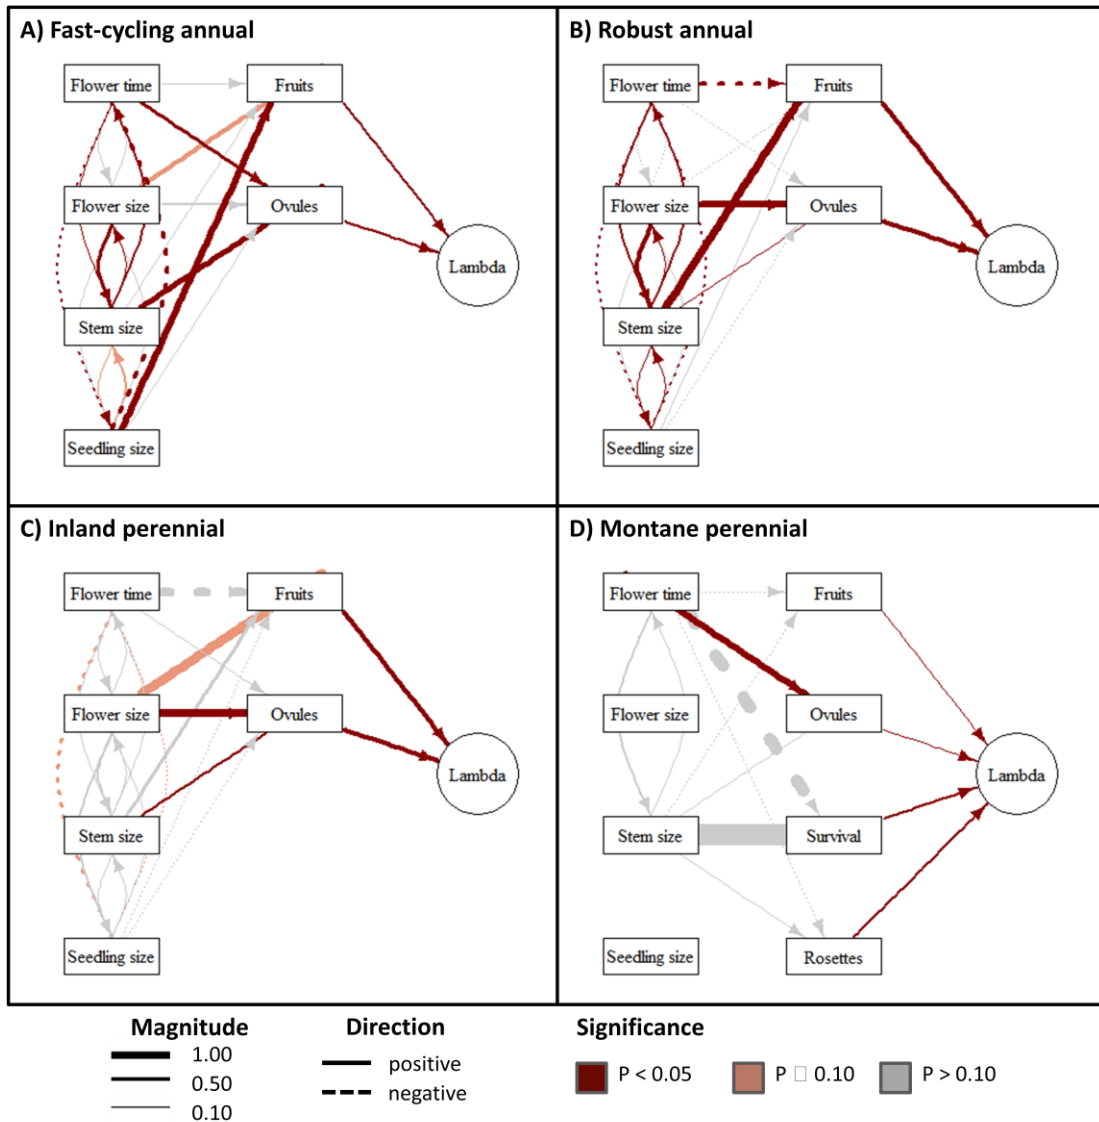 A) Fast-cycling annual
Flower time
Fruits
Flower size
Ovules
Lambda
Stem size
Seedling size
B) Robust annual
Flower time
Fruits
Flower size
Ovules
Lambda
Stem size
Seedling size
C) Inland perennial
Flower time
Fruits
Flower size
Ovules
Lambda
Stem size
Seedling size
D) Montane perennial
Flower time
Fruits
Flower size
Ovules
Lambda
Stem size
Survival
Seedling size
Rosettes
Magnitude
1.00
0.50
0.10
Direction
positive
negative
Significance
P < 0.05
P □ 0.10
P > 0.10